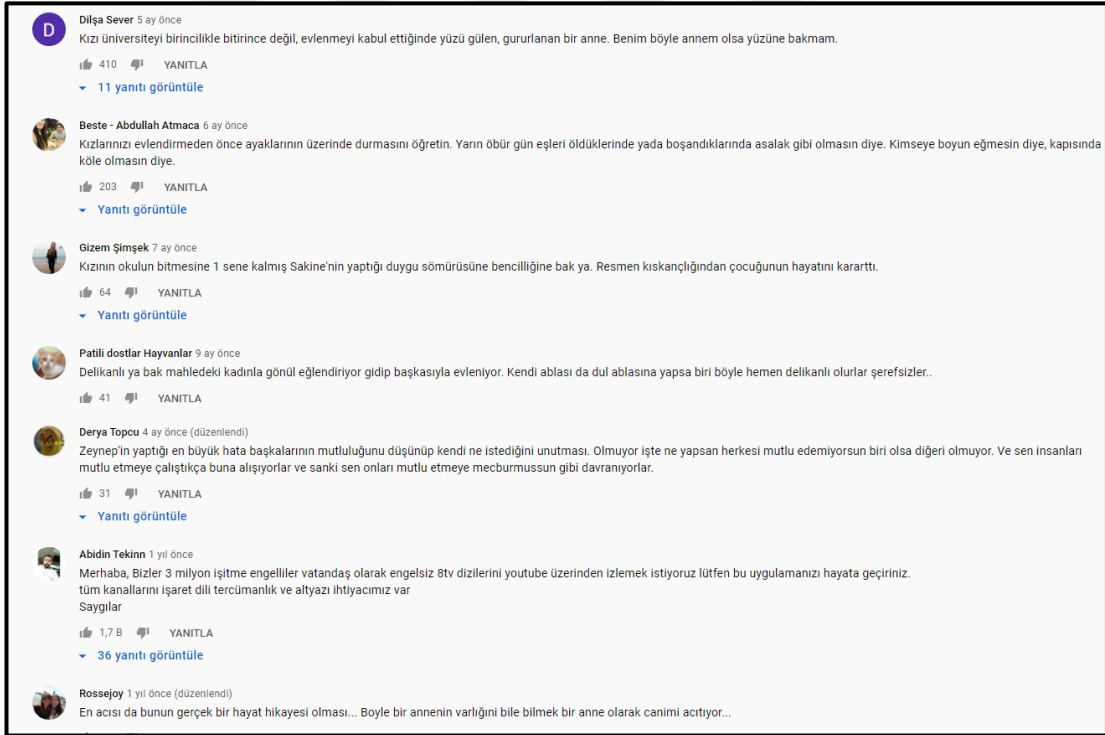 D
Dilşa Sever 5 ay önce
Kızı üniversiteyi birincilikle bitirince değil, evlenmeyi kabul ettiğinde yüzü gülen, gururlanan bir anne. Benim böyle annem olsa yüzüne bakmam.
410 YANITLA
11 yanıtı görüntüle
Beste - Abdullah Atmaca 6 ay önce
Kızlarınızı evlendirmeden önce ayaklarının üzerinde durmasını öğretin. Yarın öbür gün eşleri öldüklerinde yada boşandıklarında asalak gibi olmasın diye. Kimseye boyun eğmesin diye, kapısında
köle olmasın diye.
203 YANITLA
Yanıtı görüntüle
Gizem Şimşek 7 ay önce
Kızının okulun bitmesine 1 sene kalmış Sakine'nin yaptığı duygu sömürüsüne bencilliğine bak ya. Resmen kıskançlığından çocuğunun hayatını kararttı.
64 YANITLA
Yanıtı görüntüle
Patili dostlar Hayvanlar 9 ay önce
Delikanlı ya bak mahledeki kadınla gönül eğlendiriyor gidip başkasıyla evleniyor. Kendi ablası da dul ablasına yapsa biri böyle hemen delikanlı olurlar şerefsizler..
41 YANITLA
Derya Topcu 4 ay önce (düzenlendi)
Zeynep'in yaptığı en büyük hata başkalarının mutluluğunu düşünüp kendi ne istediğini unutması. Olmuyor işte ne yapsan herkesi mutlu edemiyorsun biri olsa diğeri olmuyor. Ve sen insanları
mutlu etmeye çalıştıkça buna alışıyorlar ve sanki sen onları mutlu etmeye mecburmussun gibi davranıyorlar.
31 YANITLA
Yanıtı görüntüle
Abidin Tekinn 1 yıl önce
Merhaba, Bizler 3 milyon işitme engelliler vatandaş olarak engelsiz 8tv dizilerini youtube üzerinden izlemek istiyoruz lütfen bu uygulamanızı hayata geçiriniz.
tüm kanallarını işaret dili tercümanlık ve altyazı ihtiyacımız var
Saygılar
1,7 B YANITLA
36 yanıtı görüntüle
Rossejoy 1 yıl önce (düzenlendi)
En acısı da bunun gerçek bir hayat hikayesi olması... Boyle bir annenin varlığını bile bilmek bir anne olarak canimi acıtıyor...